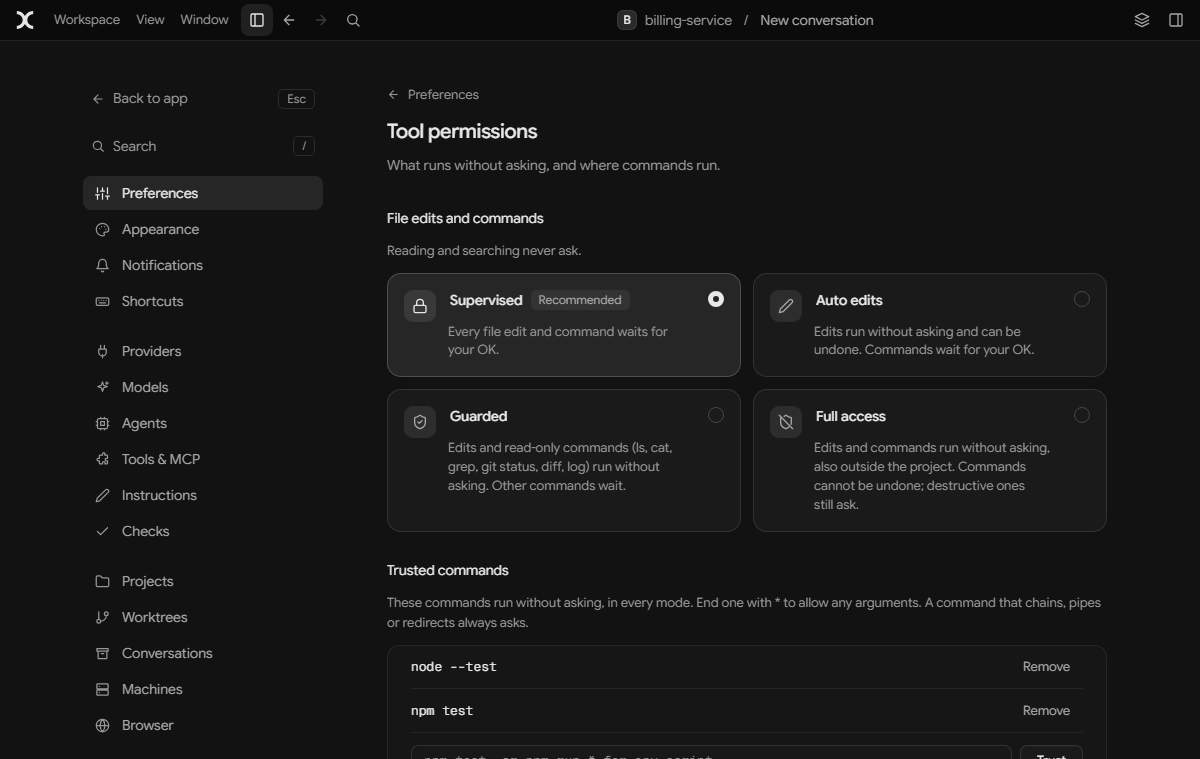 Workspace View Window
B billing-service / New conversation
Back to app Esc
Search /
Preferences
Appearance
Notifications
Shortcuts
Providers
Models
Agents
Tools & MCP
Instructions
Checks
Projects
Worktrees
Conversations
Machines
Browser
Preferences
Tool permissions
What runs without asking, and where commands run.
File edits and commands
Reading and searching never ask.
Supervised Recommended
Every file edit and command waits for
your OK.
Auto edits
Edits run without asking and can be
undone. Commands wait for your OK.
Guarded
Edits and read-only commands (ls, cat,
grep, git status, diff, log) run without
asking. Other commands wait.
Full access
Edits and commands run without asking,
also outside the project. Commands
cannot be undone; destructive ones
still ask.
Trusted commands
These commands run without asking, in every mode. End one with * to allow any arguments. A command that chains, pipes
or redirects always asks.
node --test Remove
npm test Remove
Trust